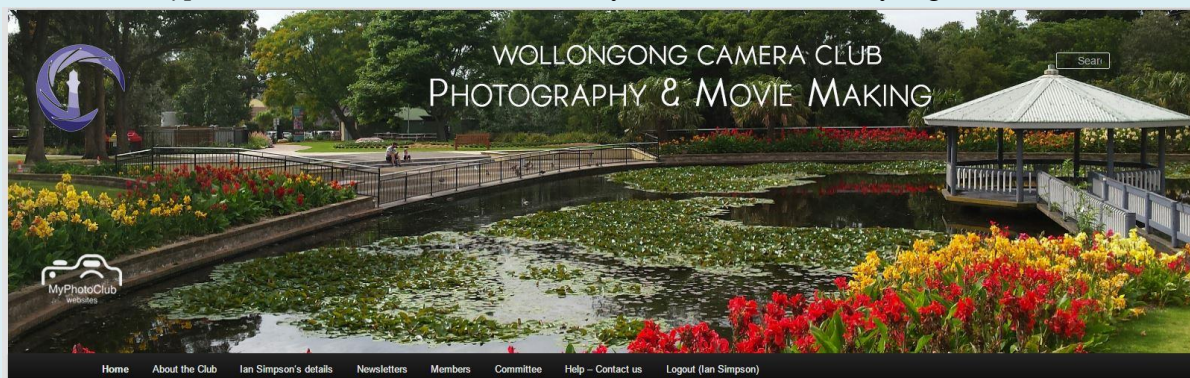 WOLLONGONG CAMERA CLUB
PHOTOGRAPHY & MOVIE MAKING
Sear
MyPhotoClub
websites
Home About the Club Ian Simpson's details Newsletters Members Committee Help – Contact us Logout (Ian Simpson)